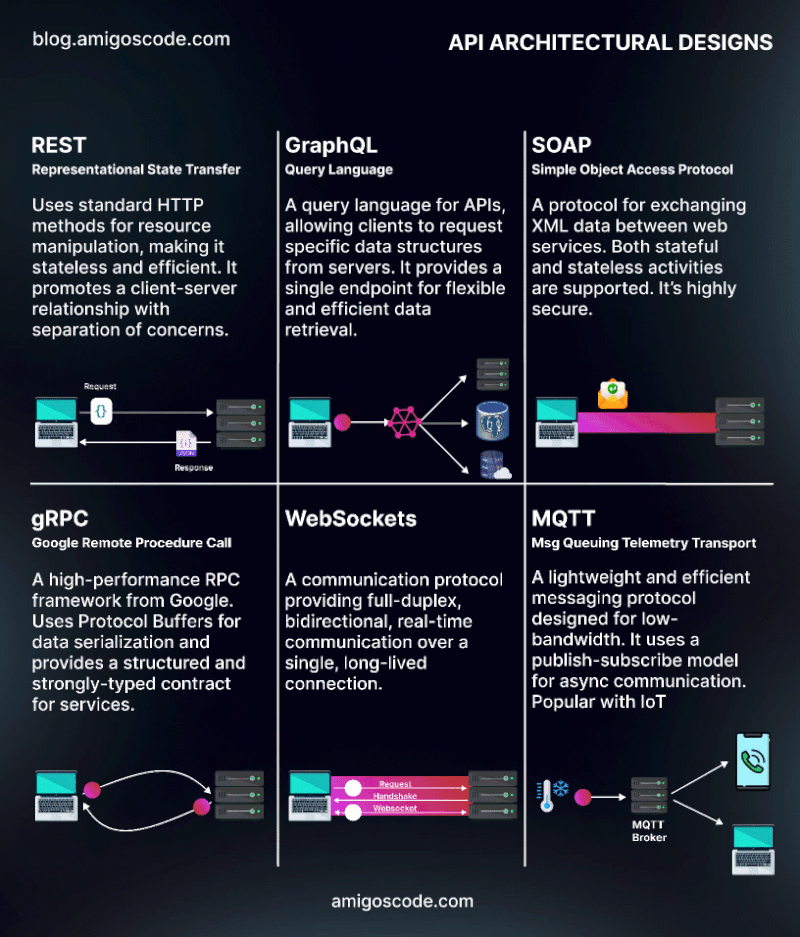 blog.amigoscode.com
API ARCHITECTURAL DESIGNS
REST
Representational State Transfer
Uses standard HTTP
methods for resource
manipulation, making it
stateless and efficient. It
promotes a client-server
relationship with
separation of concerns.
Request
{}
{}
JSON
Response
GraphQL
Query Language
A query language for APIs,
allowing clients to request
specific data structures
from servers. It provides a
single endpoint for flexible
and efficient data
retrieval.
SOAP
Simple Object Access Protocol
A protocol for exchanging
XML data between web
services. Both stateful
and stateless activities
are supported. It’s highly
secure.
gRPC
Google Remote Procedure Call
A high-performance RPC
framework from Google.
Uses Protocol Buffers for
data serialization and
provides a structured and
strongly-typed contract
for services.
WebSockets
A communication protocol
providing full-duplex,
bidirectional, real-time
communication over a
single, long-lived
connection.
Request
Handshake
Websocket
MQTT
Msg Queuing Telemetry Transport
A lightweight and efficient
messaging protocol
designed for low-
bandwidth. It uses a
publish-subscribe model
for async communication.
Popular with IoT
MQTT
Broker
amigoscode.com